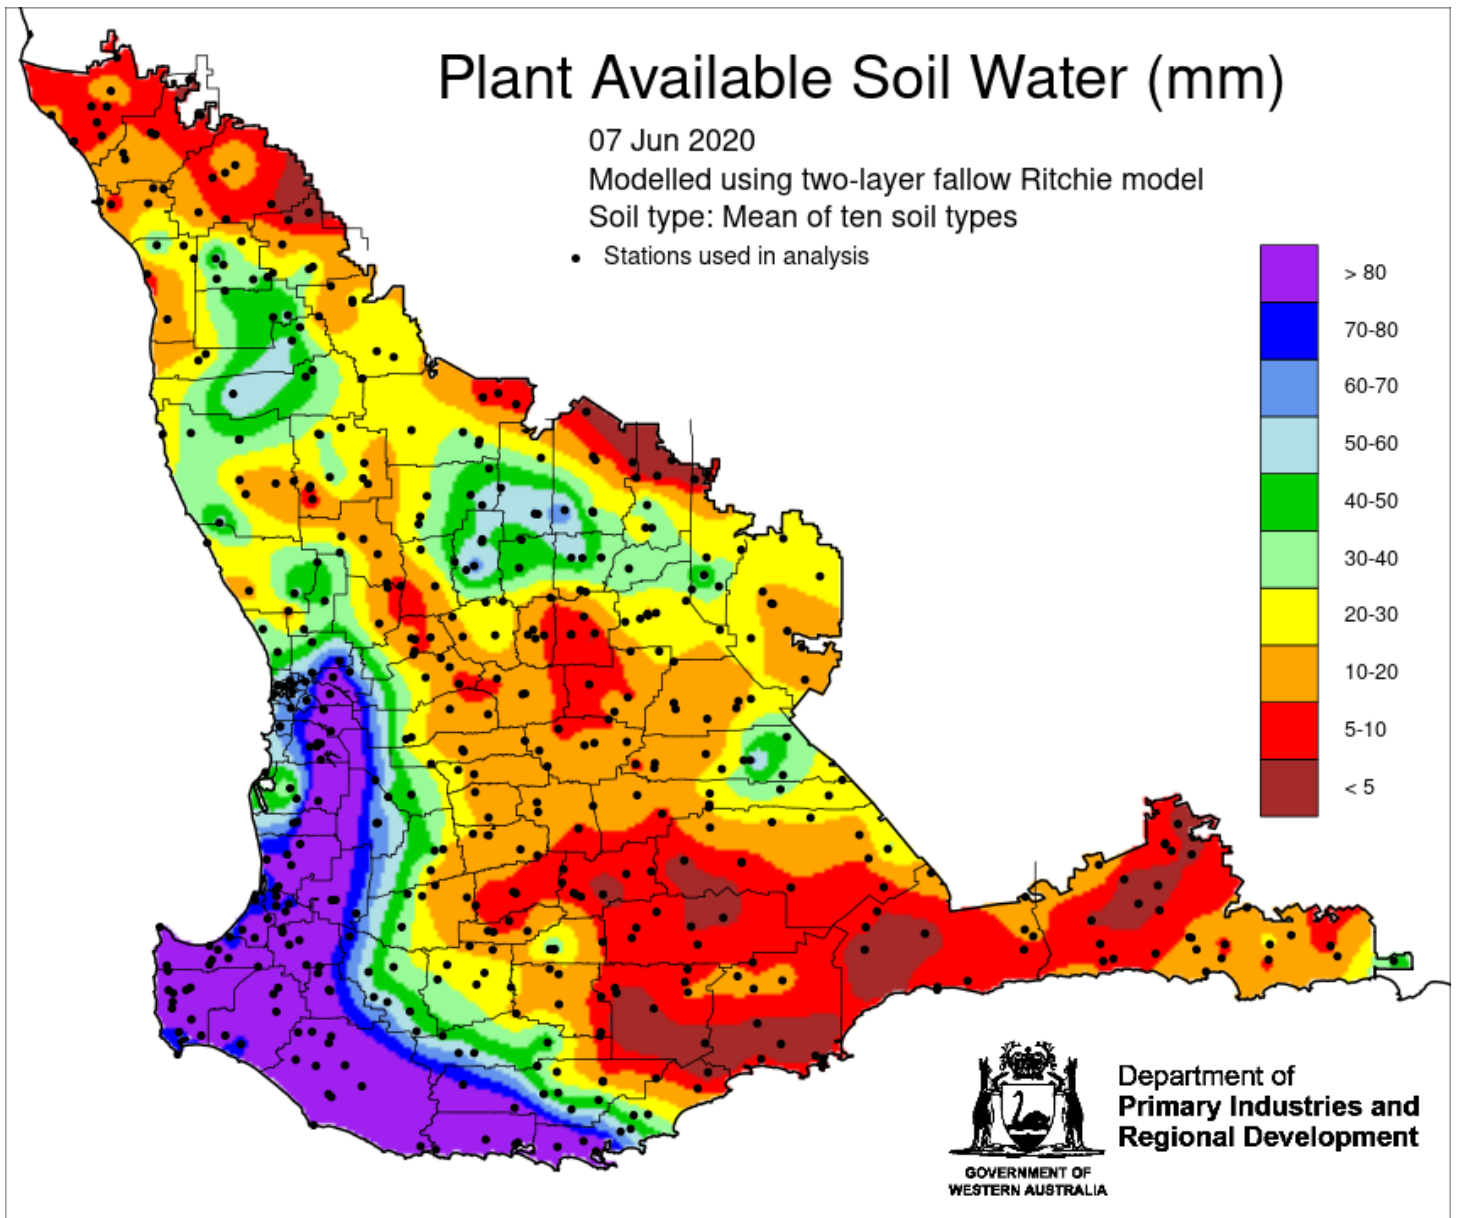 Plant Available Soil Water (mm)
07 Jun 2020
Modelled using two-layer fallow Ritchie model
Soil type: Mean of ten soil types
Stations used in analysis
> 80
70-80
60-70
50-60
40-50
30-40
20-30
10-20
5-10
< 5
Department of
Primary Industries and
Regional Development
GOVERNMENT OF
WESTERN AUSTRALIA